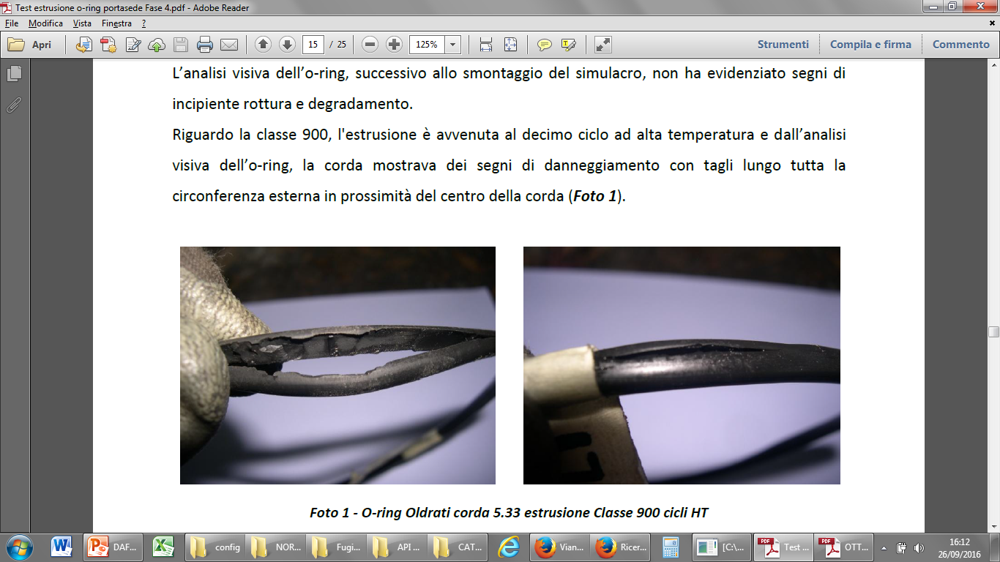 Test estrusione o-ring portasede Fase 4.pdf - Adobe Reader
File Modifica Vista Finestra ?
Apri 15 / 25 125% Strumenti Compila e firma Commento
L’analisi visiva dell’o-ring, successivo allo smontaggio del simulacro, non ha evidenziato segni di
incipiente rottura e degradamento.
Riguardo la classe 900, l'estrusione è avvenuta al decimo ciclo ad alta temperatura e dall’analisi
visiva dell’o-ring, la corda mostrava dei segni di danneggiamento con tagli lungo tutta la
circonferenza esterna in prossimità del centro della corda (Foto 1).
Foto 1 - O-ring Oldrati corda 5.33 estrusione Classe 900 cicli HT
DAF... config NOR... Fugi... API ... CAT... Vian... Ricer... [C:\... Test ... OTT... 16:12
26/09/2016